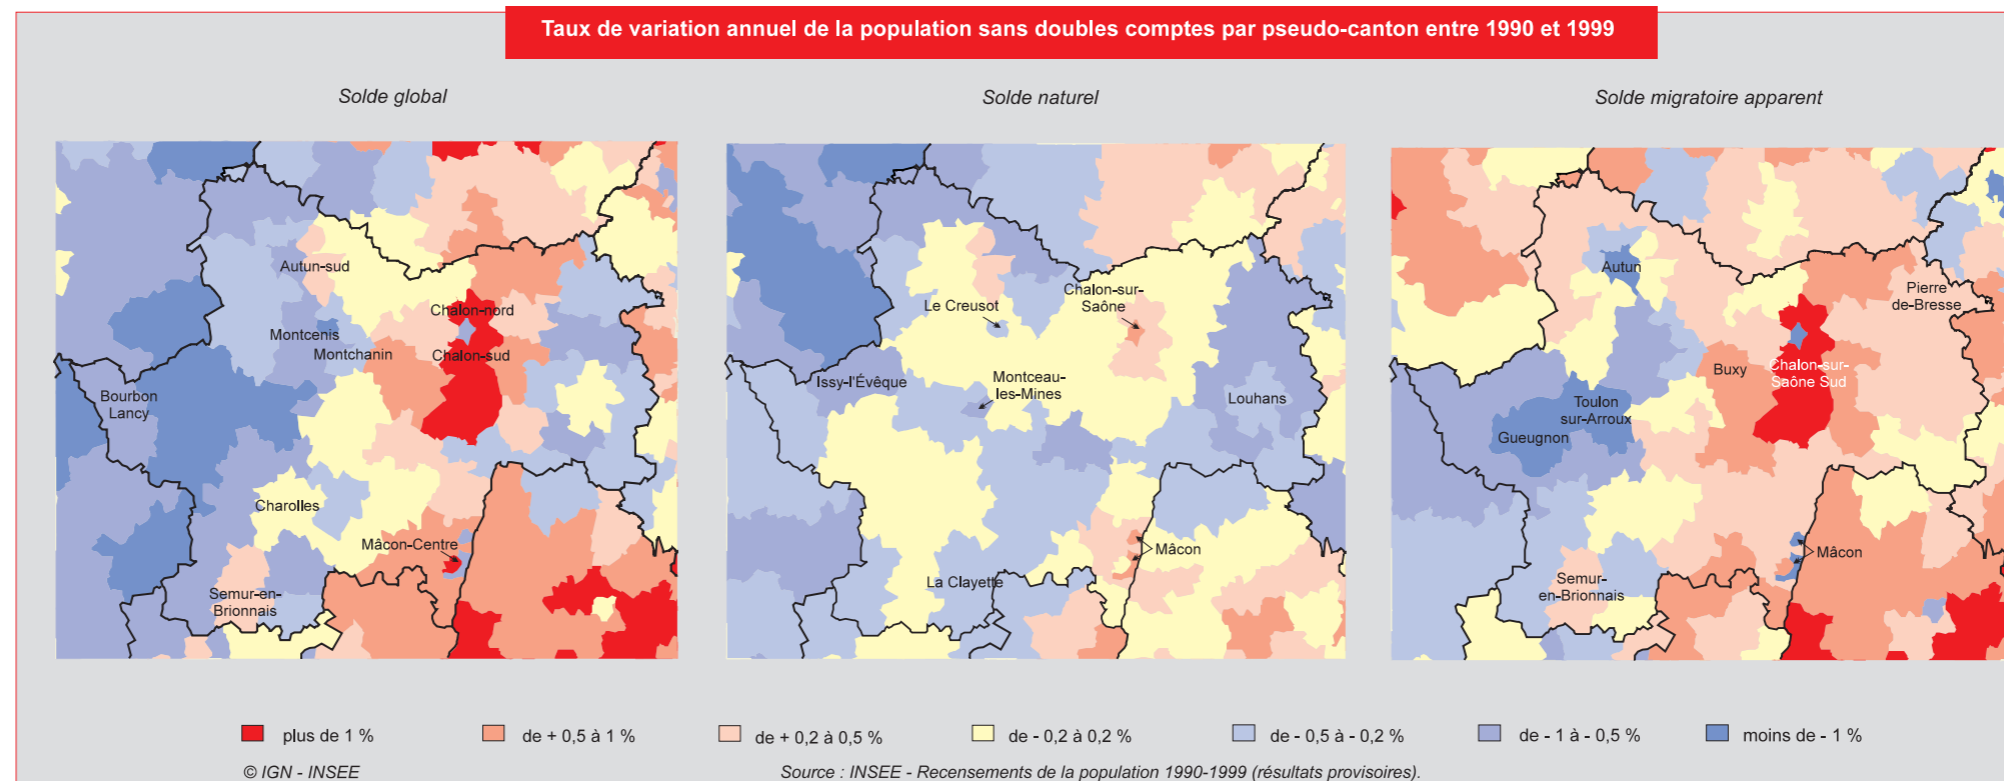 Taux de variation annuel de la population sans doubles comptes par pseudo-canton entre 1990 et 1999
Solde global
Solde naturel
Solde migratoire apparent
Autun-sud
Chalon-nord
Montcenis
Montchanin
Chalon-sud
Bourbon
Lancy
Charolles
Mâcon-Centre
Semur-en-
Brionnais
Le Creusot
Chalon-sur-
Saône
Issy-l'Évêque
Montceau-
les-Mines
Louhans
Mâcon
La Clayette
Autun
Pierre
de-Bresse
Buxy
Chalon-sur-
Saône Sud
Toulon
sur-Arroux
Gueugnon
Mâcon
Semur-
en-Brionnais
plus de 1 %
de + 0,5 à 1 %
de + 0,2 à 0,5 %
de - 0,2 à 0,2 %
de - 0,5 à - 0,2 %
de - 1 à - 0,5 %
moins de - 1 %
© IGN - INSEE
Source : INSEE - Recensements de la population 1990-1999 (résultats provisoires).